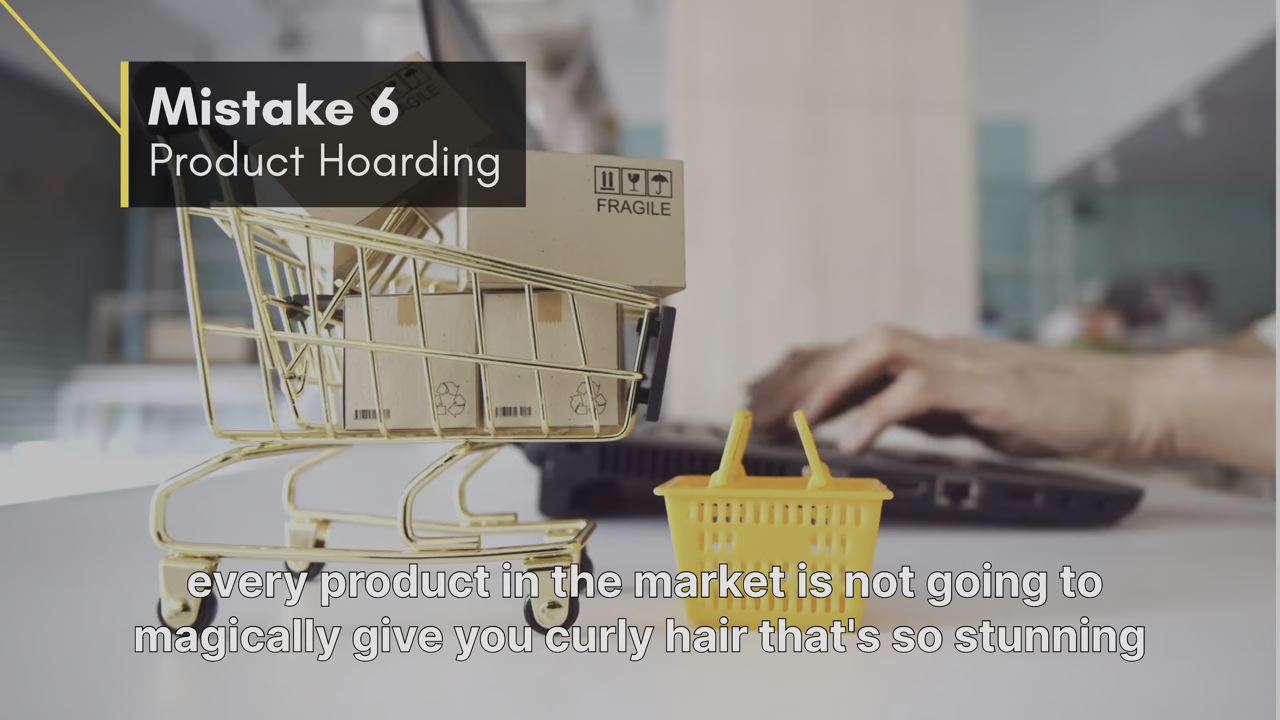 Mistake 6
Product Hoarding
FRAGILE
every product in the market is not going to
magically give you curly hair that's so stunning